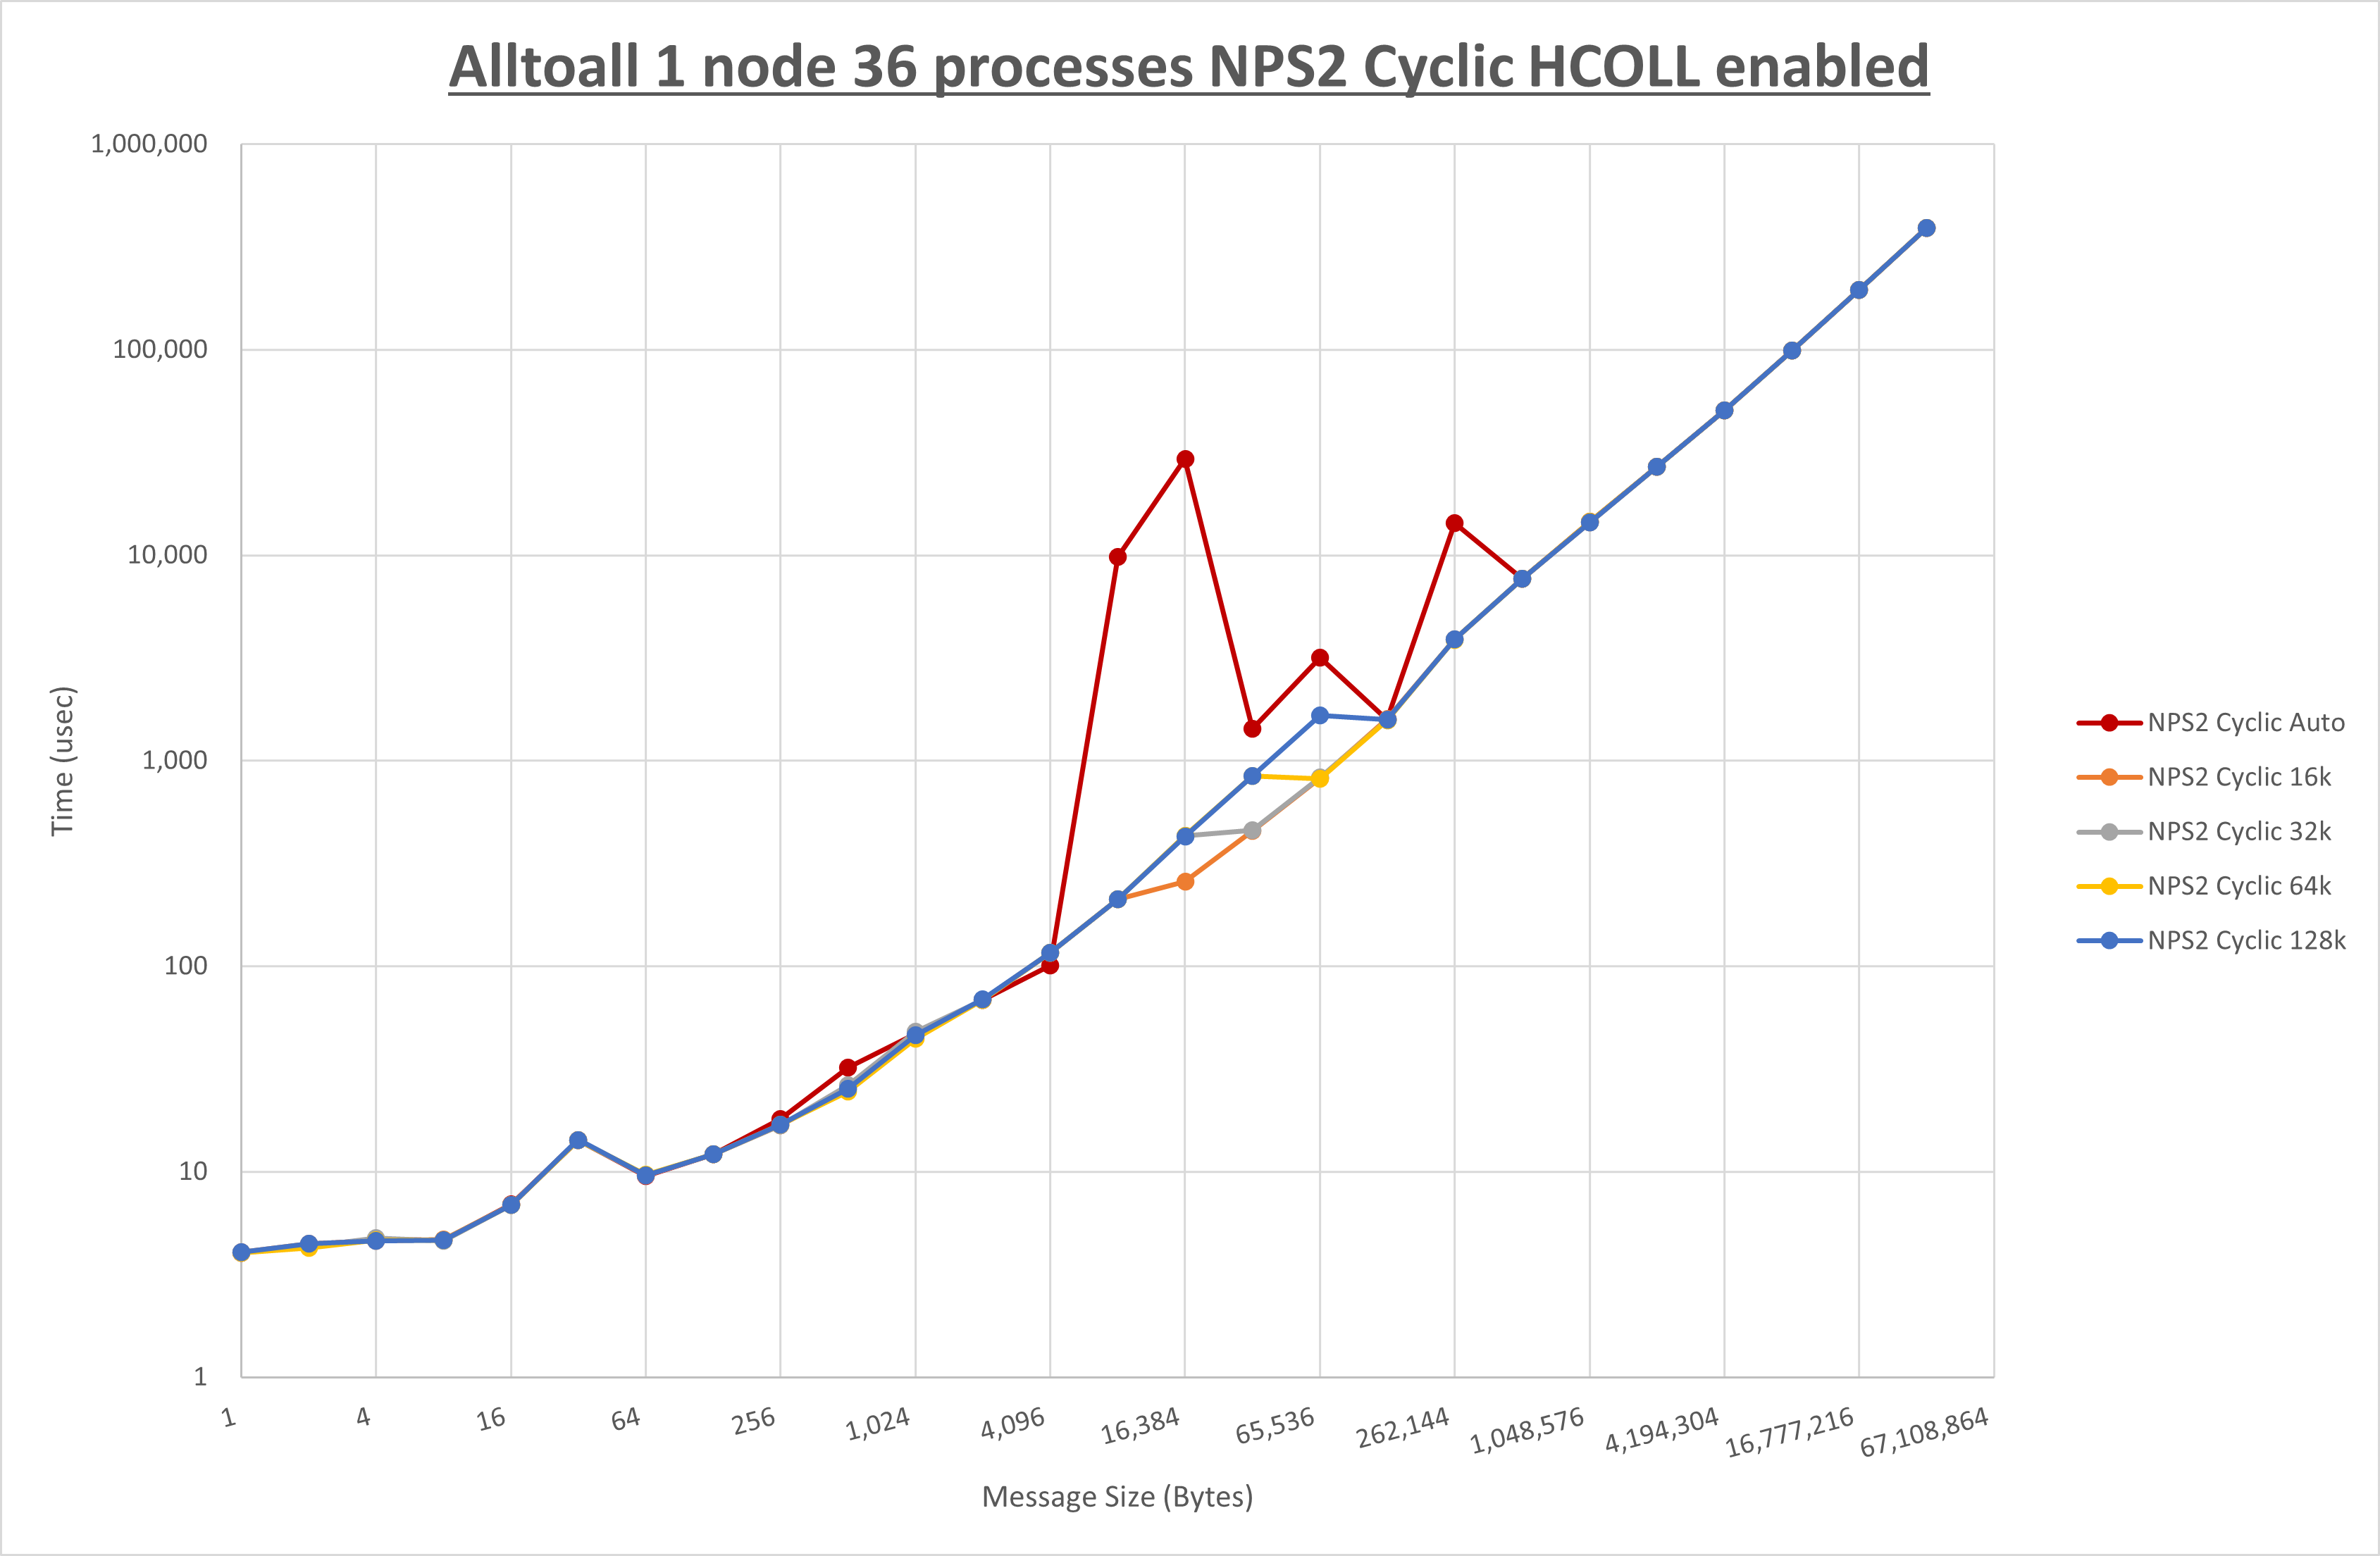 Alltoall 1 node 36 processes NPS2 Cyclic HCOLL enabled
1,000,000
100,000
10,000
1,000
100
10
1
Time (usec)
1
4
16
64
256
1,024
4,096
16,384
65,536
262,144
1,048,576
4,194,304
16,777,216
67,108,864
Message Size (Bytes)
NPS2 Cyclic Auto
NPS2 Cyclic 16k
NPS2 Cyclic 32k
NPS2 Cyclic 64k
NPS2 Cyclic 128k